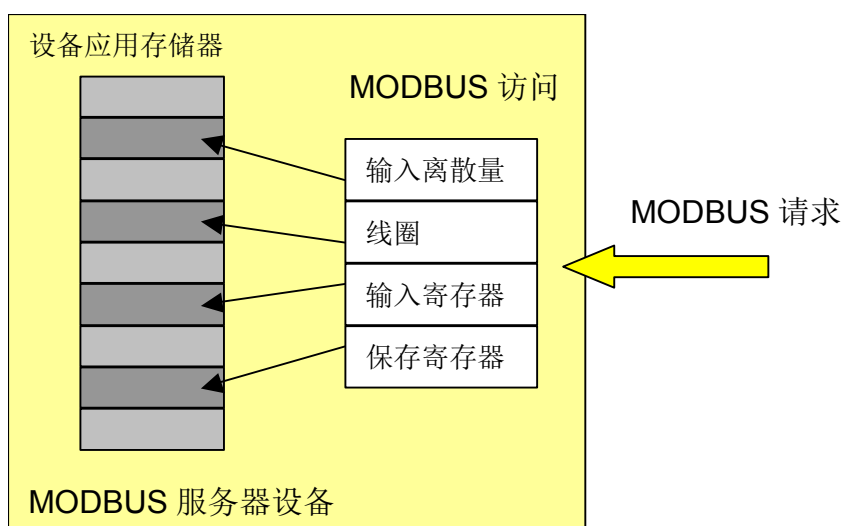 设备应用存储器
MODBUS 访问
输入离散量
线圈
输入寄存器
保存寄存器
MODBUS 请求
MODBUS 服务器设备